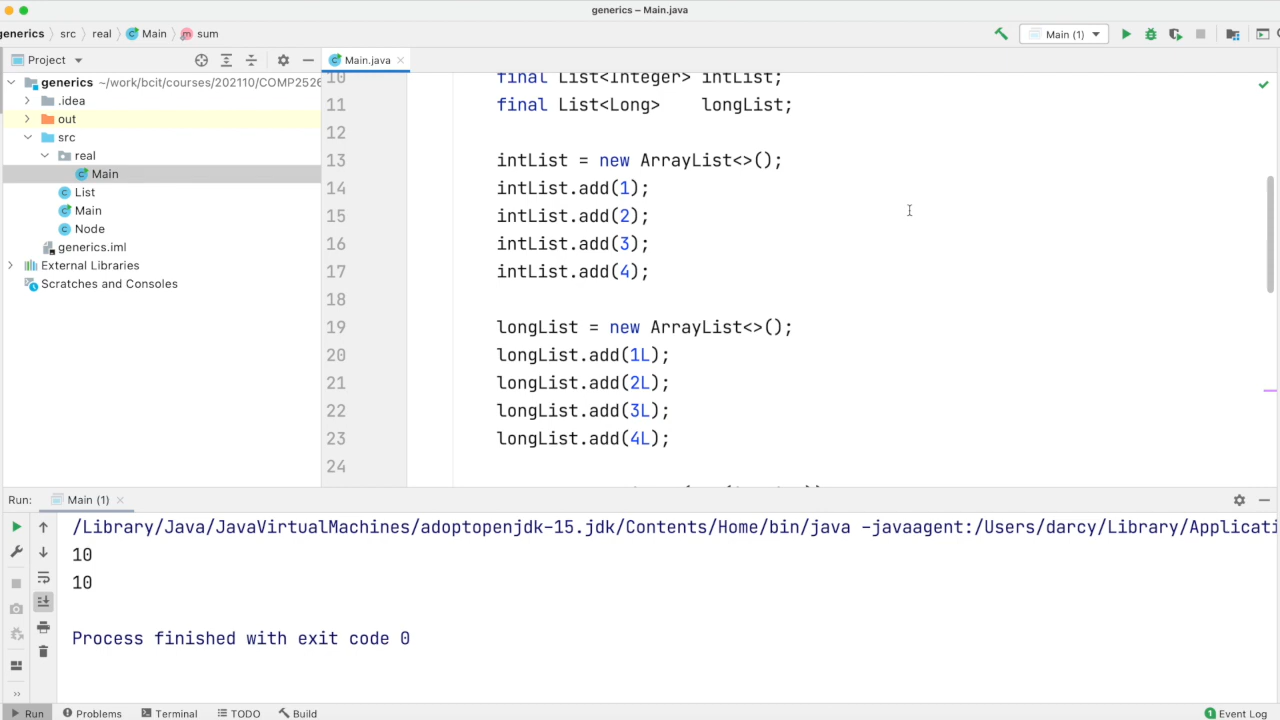 generics – Main.java
generics src real Main sum
Main (1)
Project
Main.java
generics ~/work/bcit/courses/202110/COMP2526
.idea
out
src
real
Main
List
Main
Node
generics.iml
External Libraries
Scratches and Consoles
10 final List<Integer> intList;
11 final List<Long> longList;
12
13 intList = new ArrayList<>();
14 intList.add(1);
15 intList.add(2);
16 intList.add(3);
17 intList.add(4);
18
19 longList = new ArrayList<>();
20 longList.add(1L);
21 longList.add(2L);
22 longList.add(3L);
23 longList.add(4L);
24
Run: Main (1)
/Library/Java/JavaVirtualMachines/adoptopenjdk-15.jdk/Contents/Home/bin/java -javaagent:/Users/darcy/Library/Applicati
10
10
Process finished with exit code 0
Run Problems Terminal TODO Build Event Log